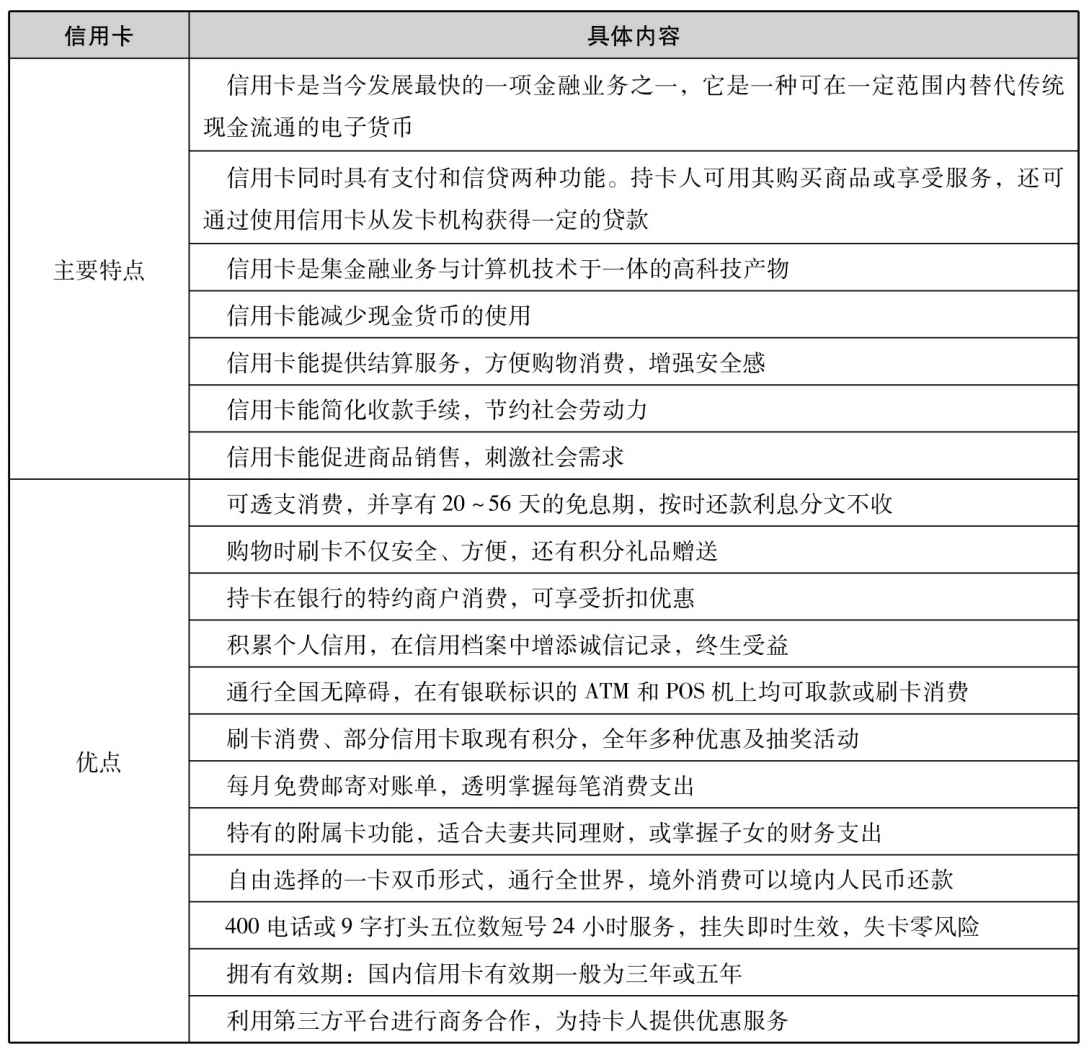 信用卡
具体内容
主要特点
信用卡是当今发展最快的一项金融业务之一，它是一种可在一定范围内替代传统
现金流通的电子货币
信用卡同时具有支付和信贷两种功能。持卡人可用其购买商品或享受服务，还可
通过使用信用卡从发卡机构获得一定的贷款
信用卡是集金融业务与计算机技术于一体的高科技产物
信用卡能减少现金货币的使用
信用卡能提供结算服务，方便购物消费，增强安全感
信用卡能简化收款手续，节约社会劳动力
信用卡能促进商品销售，刺激社会需求
优点
可透支消费，并享有 20 ~ 56 天的免息期，按时还款利息分文不收
购物时刷卡不仅安全、方便，还有积分礼品赠送
持卡在银行的特约商户消费，可享受折扣优惠
积累个人信用，在信用档案中增添诚信记录，终生受益
通行全国无障碍，在有银联标识的 ATM 和 POS 机上均可取款或刷卡消费
刷卡消费、部分信用卡取现有积分，全年多种优惠及抽奖活动
每月免费邮寄对账单，透明掌握每笔消费支出
特有的附属卡功能，适合夫妻共同理财，或掌握子女的财务支出
自由选择的一卡双币形式，通行全世界，境外消费可以境内人民币还款
400 电话或 9 字打头五位数短号 24 小时服务，挂失即时生效，失卡零风险
拥有有效期：国内信用卡有效期一般为三年或五年
利用第三方平台进行商务合作，为持卡人提供优惠服务